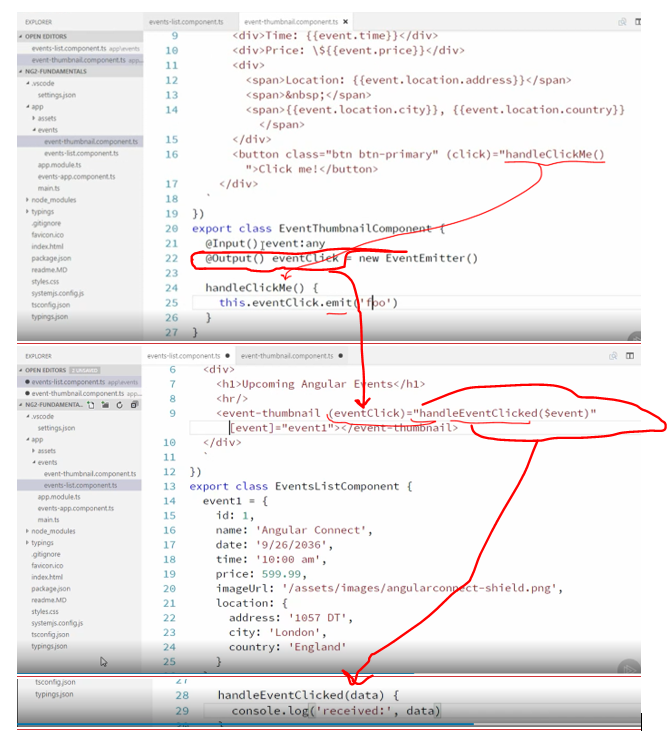 EXPLORER
events-list.component.ts event-thumbnail.component.ts ×
OPEN EDITORS
events-list.component.ts app\events
event-thumbnail.component.ts app...
NG2-FUNDAMENTALS
.vscode
settings.json
app
assets
events
event-thumbnail.component.ts
events-list.component.ts
app.module.ts
events-app.component.ts
main.ts
node_modules
typings
.gitignore
favicon.ico
index.html
package.json
readme.MD
styles.css
systemjs.config.js
tsconfig.json
typings.json
9 <div>Time: {{event.time}}</div>
10 <div>Price: \${{event.price}}</div>
11 <div>
12 <span>Location: {{event.location.address}}</span>
13 <span>&nbsp;</span>
14 <span>{{event.location.city}}, {{event.location.country}}
</span>
15 </div>
16 <button class="btn btn-primary" (click)="handleClickMe()
">Click me!</button>
17 </div>
18 `
19 })
20 export class EventThumbnailComponent {
21 @Input() event:any
22 @Output() eventClick = new EventEmitter()
23
24 handleClickMe() {
25 this.eventClick.emit('foo')
26 }
27 }
EXPLORER
events-list.component.ts ● event-thumbnail.component.ts ●
OPEN EDITORS 2 UNSAVED
● events-list.component.ts app\events
● event-thumbnail.component.ts app...
NG2-FUNDAMENTA...
.vscode
settings.json
app
assets
events
event-thumbnail.component.ts
events-list.component.ts
app.module.ts
events-app.component.ts
main.ts
node_modules
typings
.gitignore
favicon.ico
index.html
package.json
readme.MD
styles.css
systemjs.config.js
tsconfig.json
typings.json
6 <div>
7 <h1>Upcoming Angular Events</h1>
8 <hr/>
9 <event-thumbnail (eventClick)="handleEventClicked($event)"
[event]="event1"></event-thumbnail>
10 </div>
11 `
12 })
13 export class EventsListComponent {
14 event1 = {
15 id: 1,
16 name: 'Angular Connect',
17 date: '9/26/2036',
18 time: '10:00 am',
19 price: 599.99,
20 imageUrl: '/assets/images/angularconnect-shield.png',
21 location: {
22 address: '1057 DT',
23 city: 'London',
24 country: 'England'
25 }
tsconfig.json
typings.json
27
28 handleEventClicked(data) {
29 console.log('received:', data)